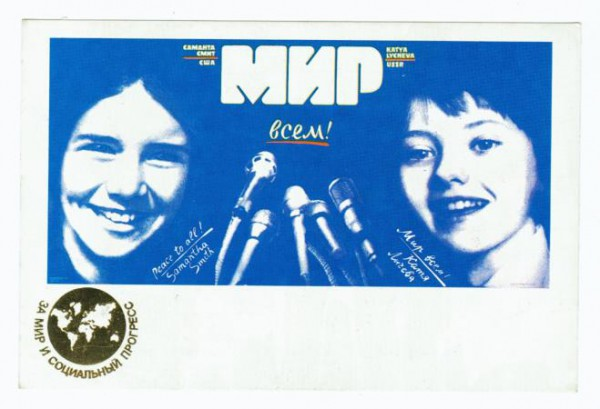 САМАНТА
СМИТ
США
МИР
KATYA
LYCHEVA
USSR
всем!
Peace to all!
Samantha
Smith
Мир всем!
Катя
Лычёва
ЗА МИР И СОЦИАЛЬНЫЙ ПРОГРЕСС